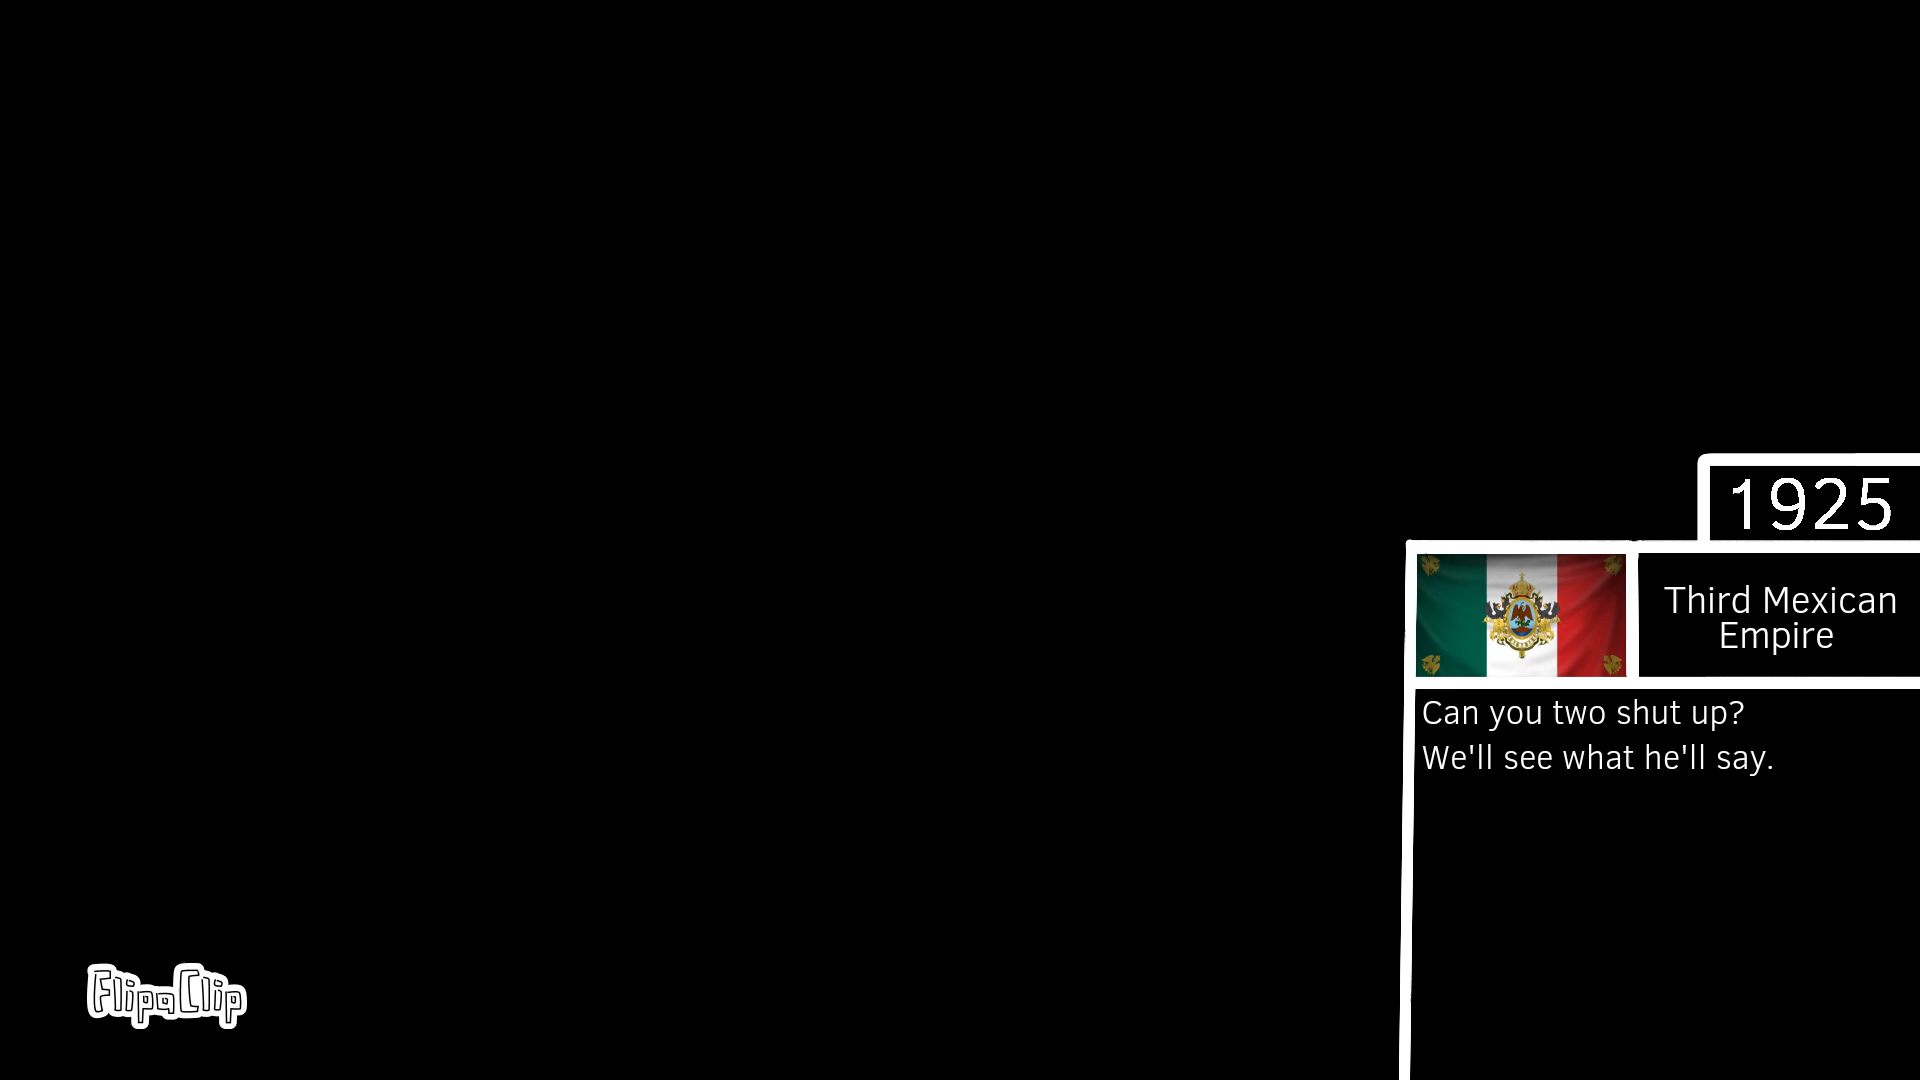 1925
Third Mexican
Empire
Can you two shut up?
We'll see what he'll say.
FlipaClip